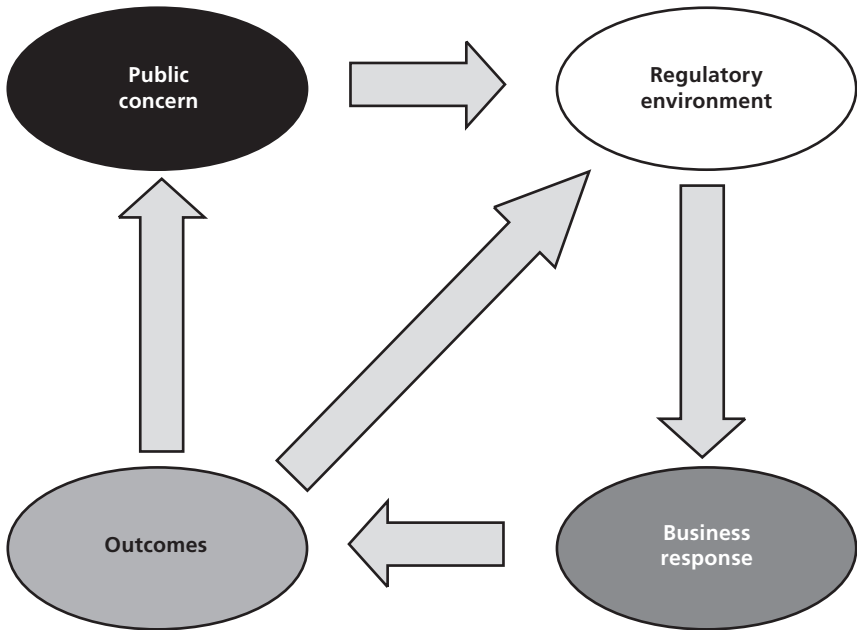 Public
concern
Regulatory
environment
Outcomes
Business
response